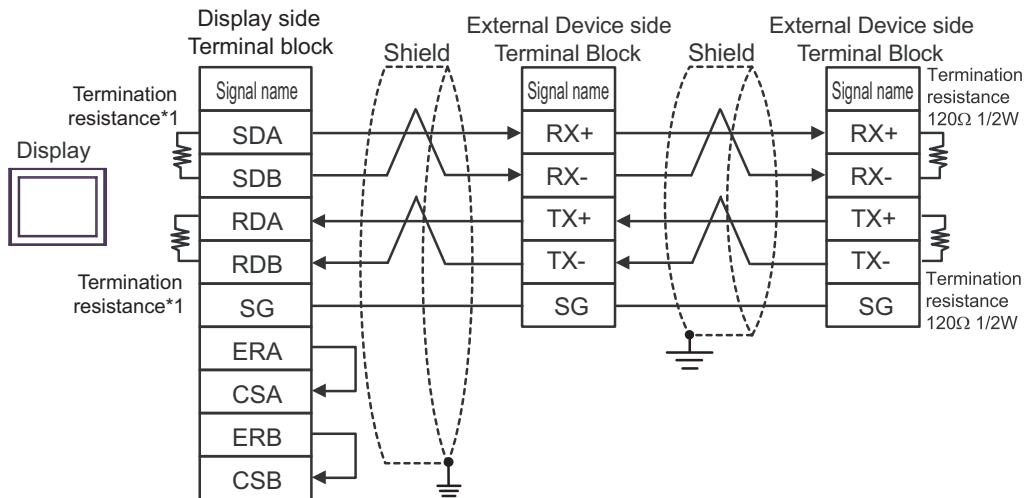 Display side
Terminal block
Shield
External Device side
Terminal Block
Shield
External Device side
Terminal Block
Termination
resistance*1
Display
Termination
resistance*1
Signal name
SDA
SDB
RDA
RDB
SG
ERA
CSA
ERB
CSB
Signal name
RX+
RX-
TX+
TX-
SG
Signal name
RX+
RX-
TX+
TX-
SG
Termination
resistance
120Ω 1/2W
Termination
resistance
120Ω 1/2W